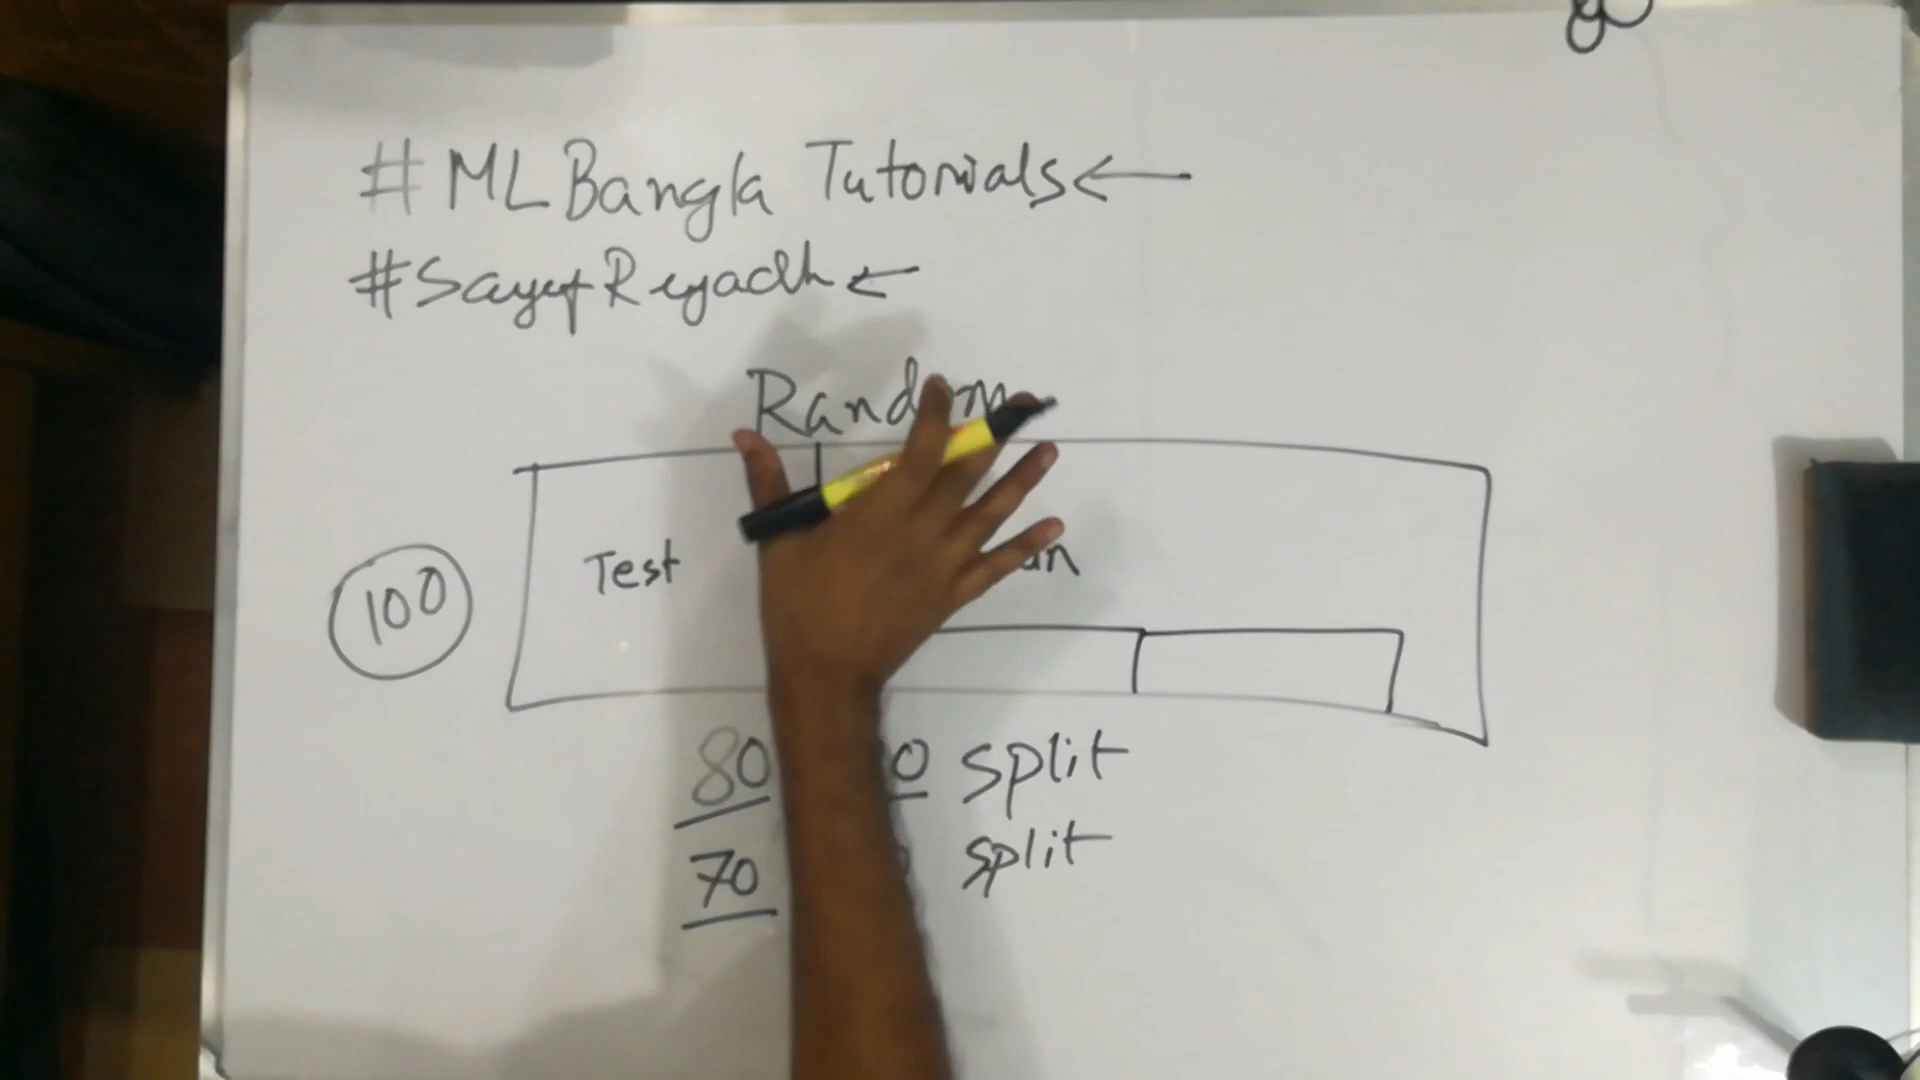 #MLBangla Tutorials ←
#SayefReyadh ←
Random
Test
100
80 split
70 split